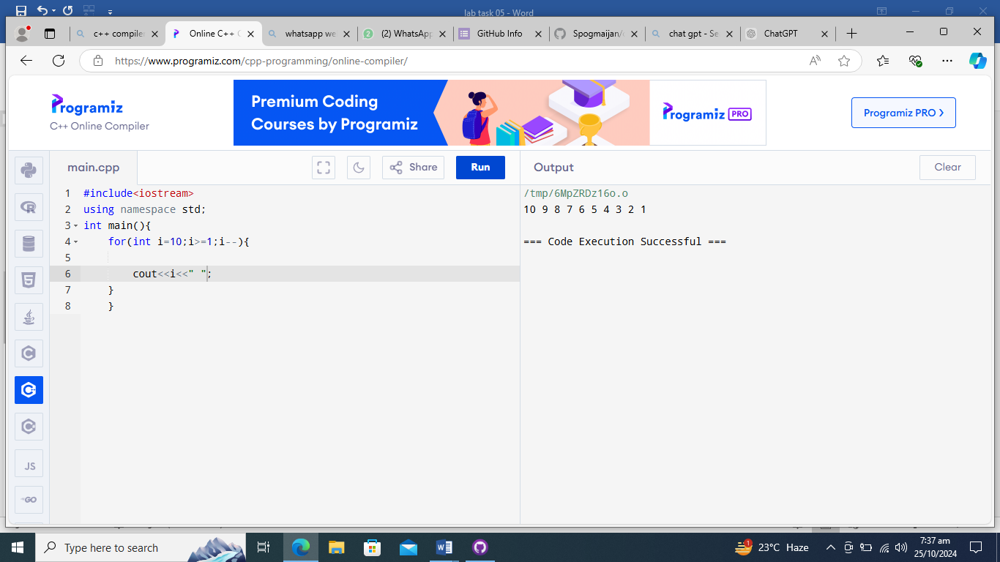 lab task 05 - Word
c++ compiler
Online C++ C
whatsapp we
(2) WhatsApp
GitHub Info
Spogmaijan/
chat gpt - Se
ChatGPT
https://www.programiz.com/cpp-programming/online-compiler/
Programiz
C++ Online Compiler
Premium Coding
Courses by Programiz
Programiz PRO
Programiz PRO >
main.cpp
Share
Run
Output
Clear
1 #include<iostream>
2 using namespace std;
3 int main(){
4 for(int i=10;i>=1;i--){
5
6 cout<<i<<" ";
7 }
8 }
/tmp/6MpZRDz16o.o
10 9 8 7 6 5 4 3 2 1
=== Code Execution Successful ===
JS
GO
Type here to search
23°C Haze
7:37 am
25/10/2024